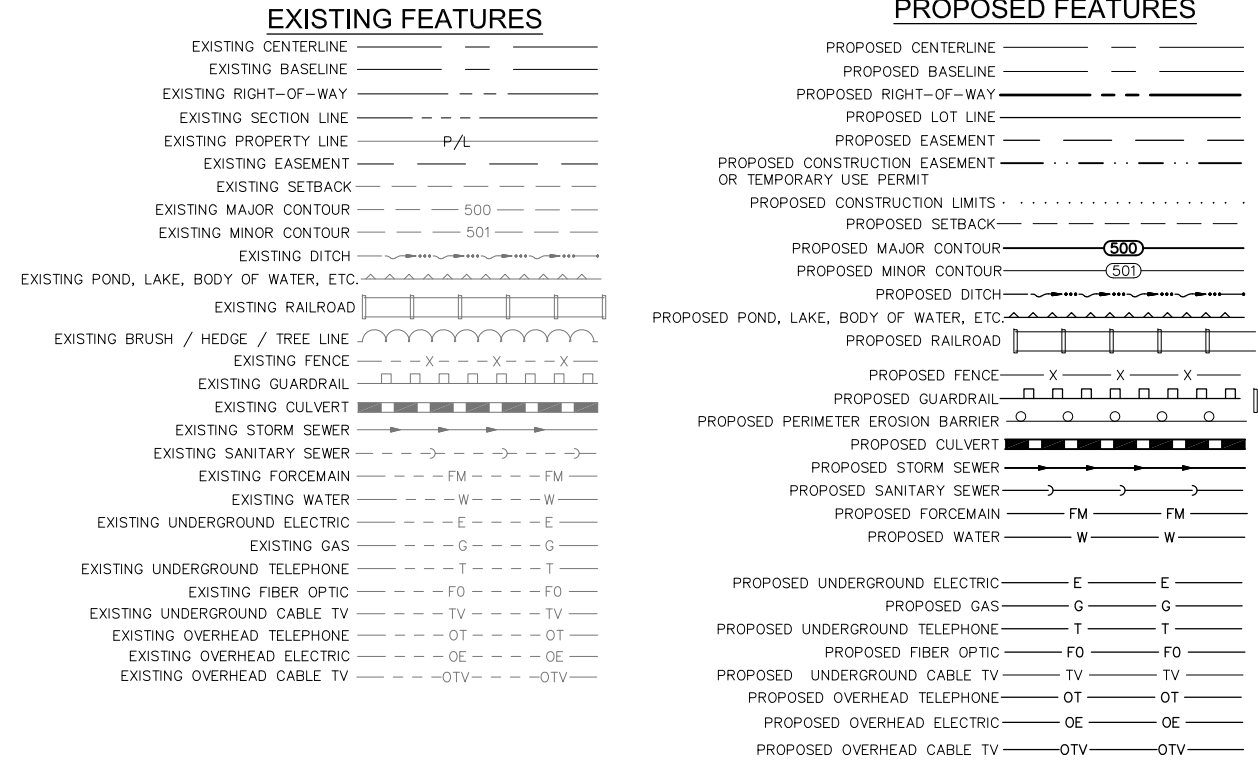 EXISTING FEATURES
EXISTING CENTERLINE
EXISTING BASELINE
EXISTING RIGHT-OF-WAY
EXISTING SECTION LINE
EXISTING PROPERTY LINE P/L
EXISTING EASEMENT
EXISTING SETBACK
EXISTING MAJOR CONTOUR 500
EXISTING MINOR CONTOUR 501
EXISTING DITCH
EXISTING POND, LAKE, BODY OF WATER, ETC.
EXISTING RAILROAD
EXISTING BRUSH / HEDGE / TREE LINE
EXISTING FENCE X X X
EXISTING GUARDRAIL
EXISTING CULVERT
EXISTING STORM SEWER
EXISTING SANITARY SEWER
EXISTING FORCEMAIN FM FM
EXISTING WATER W W
EXISTING UNDERGROUND ELECTRIC E E
EXISTING GAS G G
EXISTING UNDERGROUND TELEPHONE T T
EXISTING FIBER OPTIC FO FO
EXISTING UNDERGROUND CABLE TV TV TV
EXISTING OVERHEAD TELEPHONE OT OT
EXISTING OVERHEAD ELECTRIC OE OE
EXISTING OVERHEAD CABLE TV OTV OTV
PROPOSED FEATURES
PROPOSED CENTERLINE
PROPOSED BASELINE
PROPOSED RIGHT-OF-WAY
PROPOSED LOT LINE
PROPOSED EASEMENT
PROPOSED CONSTRUCTION EASEMENT
OR TEMPORARY USE PERMIT
PROPOSED CONSTRUCTION LIMITS
PROPOSED SETBACK
PROPOSED MAJOR CONTOUR 500
PROPOSED MINOR CONTOUR 501
PROPOSED DITCH
PROPOSED POND, LAKE, BODY OF WATER, ETC.
PROPOSED RAILROAD
PROPOSED FENCE X X X
PROPOSED GUARDRAIL
PROPOSED PERIMETER EROSION BARRIER
PROPOSED CULVERT
PROPOSED STORM SEWER
PROPOSED SANITARY SEWER
PROPOSED FORCEMAIN FM FM
PROPOSED WATER W W
PROPOSED UNDERGROUND ELECTRIC E E
PROPOSED GAS G G
PROPOSED UNDERGROUND TELEPHONE T T
PROPOSED FIBER OPTIC FO FO
PROPOSED UNDERGROUND CABLE TV TV TV
PROPOSED OVERHEAD TELEPHONE OT OT
PROPOSED OVERHEAD ELECTRIC OE OE
PROPOSED OVERHEAD CABLE TV OTV OTV